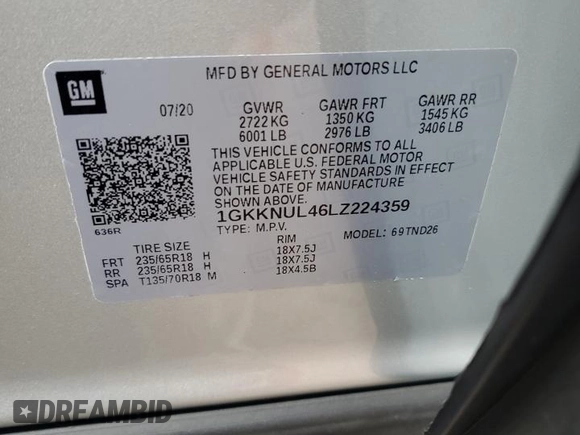 GM
MFD BY GENERAL MOTORS LLC
07/20 GVWR GAWR FRT GAWR RR
2722 KG 1350 KG 1545 KG
6001 LB 2976 LB 3406 LB
THIS VEHICLE CONFORMS TO ALL
APPLICABLE U.S. FEDERAL MOTOR
VEHICLE SAFETY STANDARDS IN EFFECT
ON THE DATE OF MANUFACTURE
SHOWN ABOVE.
1GKKNUL46LZ224359
636R
TYPE: M.P.V. MODEL: 69TND26
TIRE SIZE RIM
FRT 235/65R18 H 18X7.5J
RR 235/65R18 H 18X7.5J
SPA T135/70R18 M 18X4.5B
DREAMBID